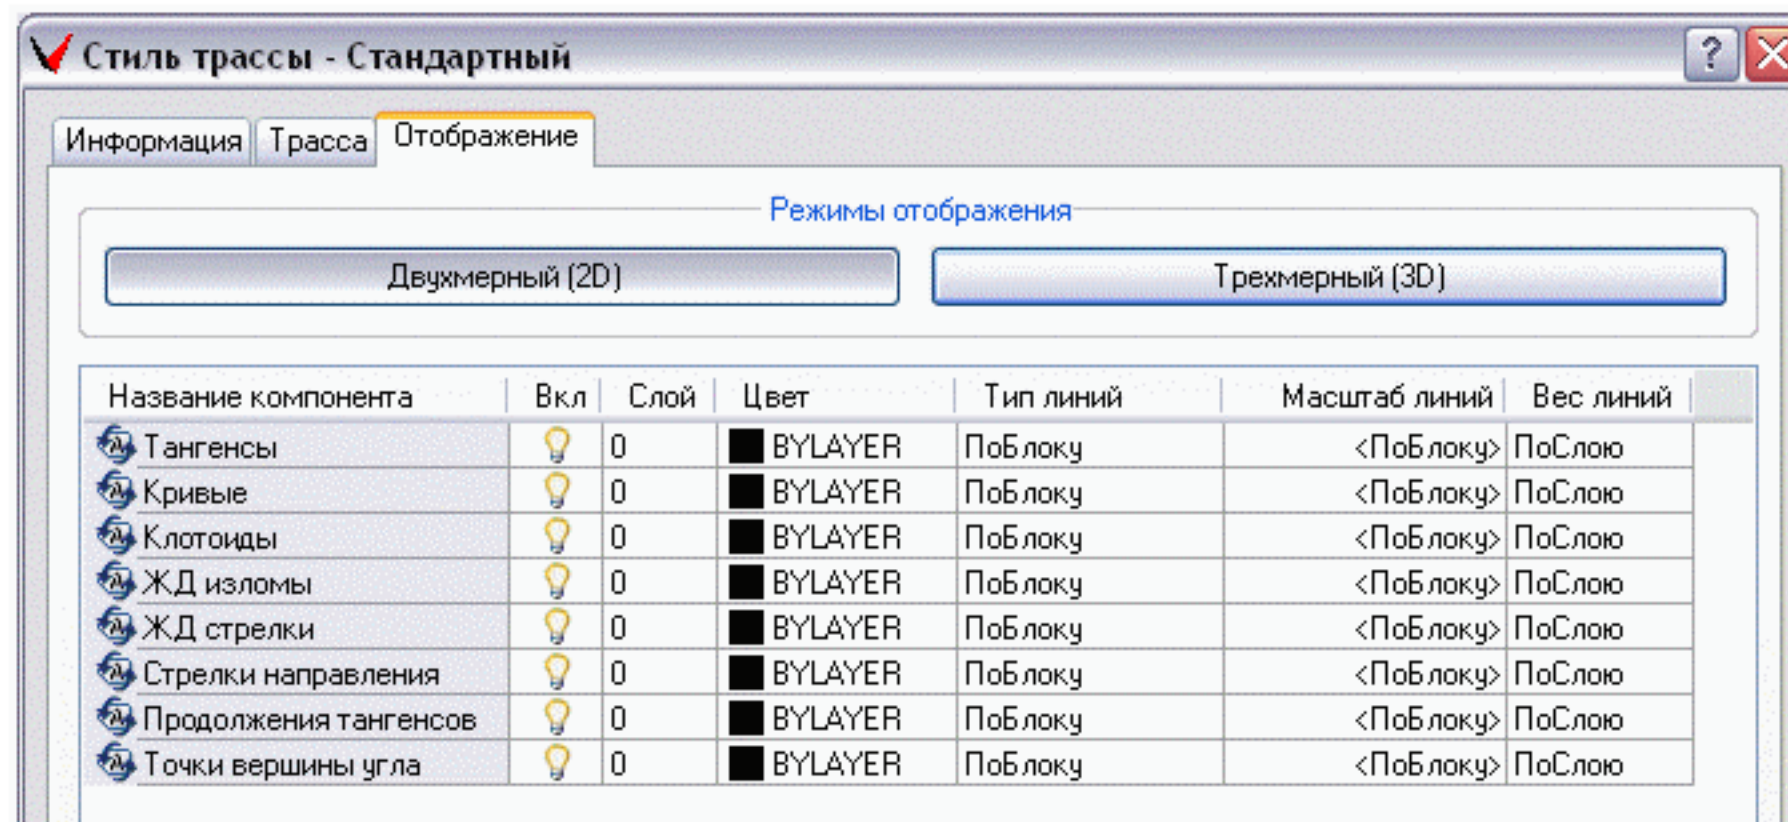 Стиль трассы - Стандартный ?
Информация Трасса Отображение
Режимы отображения
Двухмерный (2D) Трехмерный (3D)
Название компонента Вкл Слой Цвет Тип линий Масштаб линий Вес линий
Тангенсы 0 BYLAYER ПоБлоку <ПоБлоку> ПоСлою
Кривые 0 BYLAYER ПоБлоку <ПоБлоку> ПоСлою
Клотоиды 0 BYLAYER ПоБлоку <ПоБлоку> ПоСлою
ЖД изломы 0 BYLAYER ПоБлоку <ПоБлоку> ПоСлою
ЖД стрелки 0 BYLAYER ПоБлоку <ПоБлоку> ПоСлою
Стрелки направления 0 BYLAYER ПоБлоку <ПоБлоку> ПоСлою
Продолжения тангенсов 0 BYLAYER ПоБлоку <ПоБлоку> ПоСлою
Точки вершины угла 0 BYLAYER ПоБлоку <ПоБлоку> ПоСлою